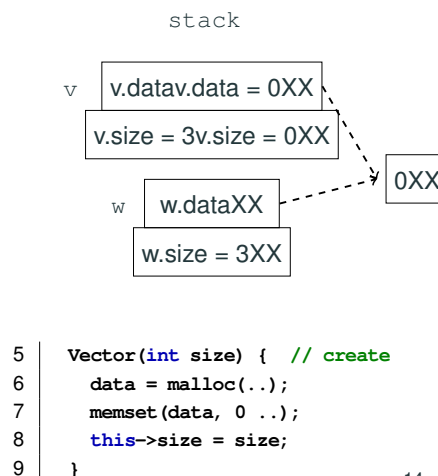 stack
v v.datav.data = 0XX
v.size = 3v.size = 0XX
0XX
w w.dataXX
w.size = 3XX
5 Vector(int size) { // create
6 data = malloc(..);
7 memset(data, 0 ..);
8 this->size = size;
9 }